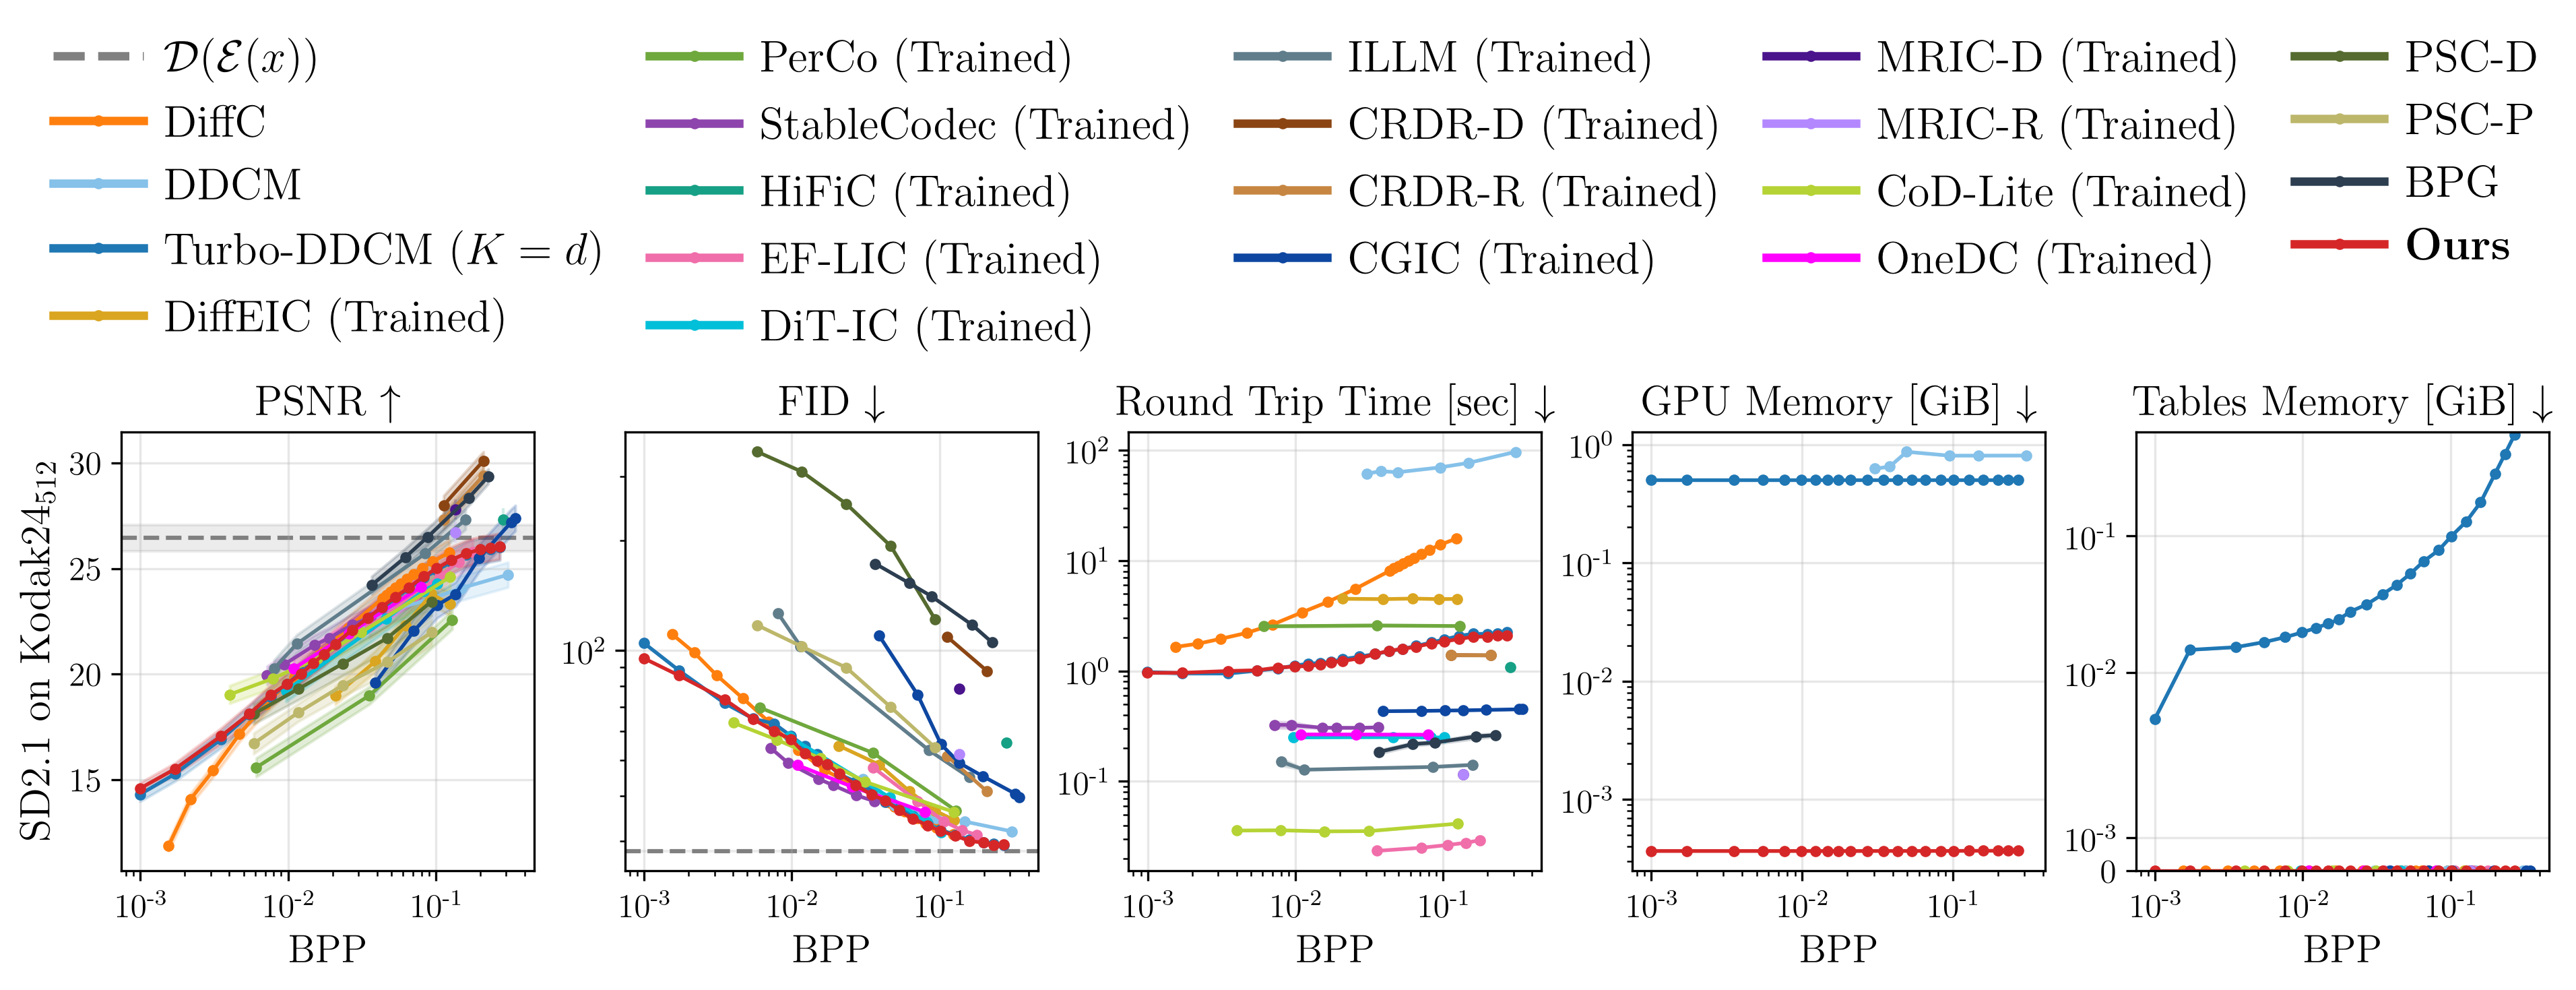 𝒟(ℰ(x))
DiffC
DDCM
Turbo-DDCM (K = d)
DiffEIC (Trained)
PerCo (Trained)
StableCodec (Trained)
HiFiC (Trained)
EF-LIC (Trained)
DiT-IC (Trained)
ILLM (Trained)
CRDR-D (Trained)
CRDR-R (Trained)
CGIC (Trained)
MRIC-D (Trained)
MRIC-R (Trained)
CoD-Lite (Trained)
OneDC (Trained)
PSC-D
PSC-P
BPG
Ours
SD2.1 on Kodak24₅₁₂
PSNR ↑
30
25
20
15
10⁻³ 10⁻² 10⁻¹
BPP
FID ↓
10²
10⁻³ 10⁻² 10⁻¹
BPP
Round Trip Time [sec] ↓
10²
10¹
10⁰
10⁻¹
10⁻³ 10⁻² 10⁻¹
BPP
GPU Memory [GiB] ↓
10⁰
10⁻¹
10⁻²
10⁻³
10⁻³ 10⁻² 10⁻¹
BPP
Tables Memory [GiB] ↓
10⁻¹
10⁻²
10⁻³
0
10⁻³ 10⁻² 10⁻¹
BPP